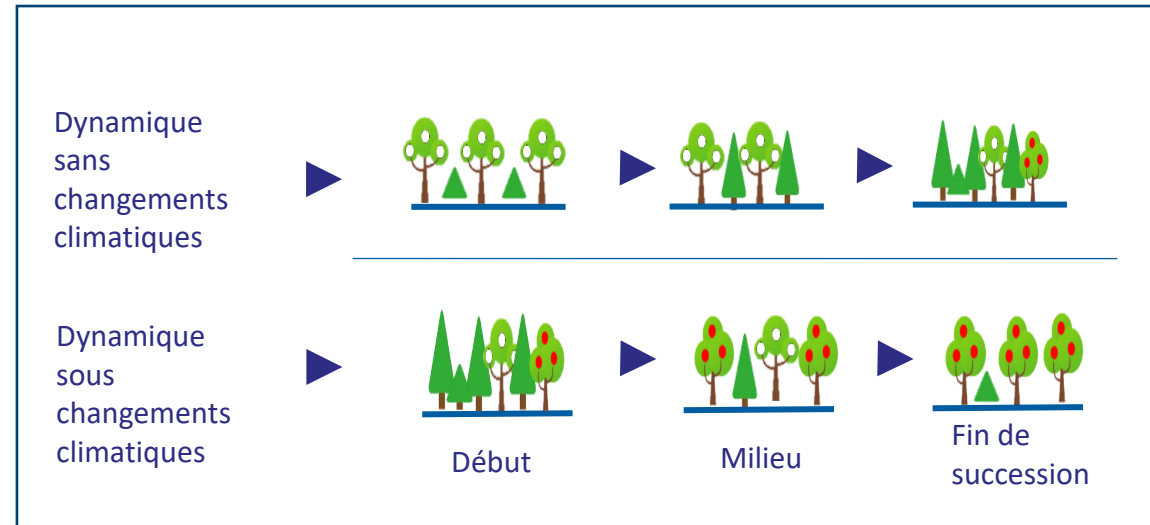 Dynamique
sans
changements
climatiques
Dynamique
sous
changements
climatiques
Début
Milieu
Fin de
succession